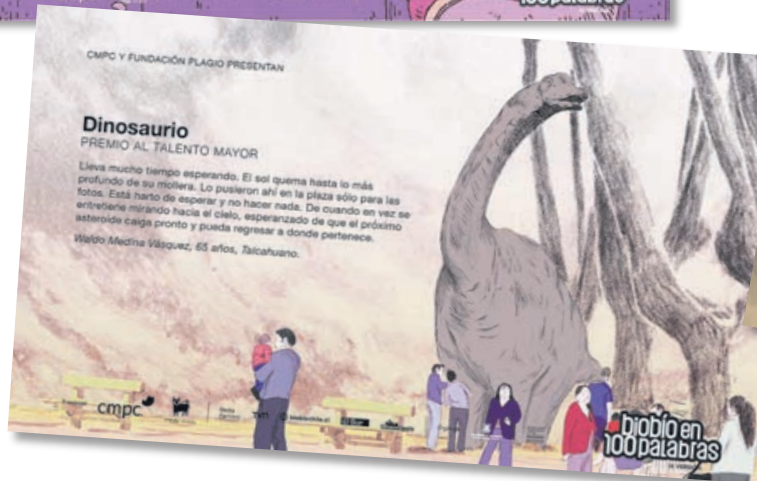 100 palabras
CMPC Y FUNDACIÓN PLAGIO PRESENTAN
Dinosaurio
PREMIO AL TALENTO MAYOR
Lleva mucho tiempo esperando. El sol quema hasta lo más
profundo de su mollera. Lo pusieron ahí en la plaza sólo para las
fotos. Está harto de esperar y no hacer nada. De cuando en vez se
entretiene mirando hacia el cielo, esperanzado de que el próximo
asteroide caiga pronto y pueda regresar a donde pertenece.
Waldo Medina Vásquez, 65 años, Talcahuano.
cmpc
TVN
biobío en
100 palabras